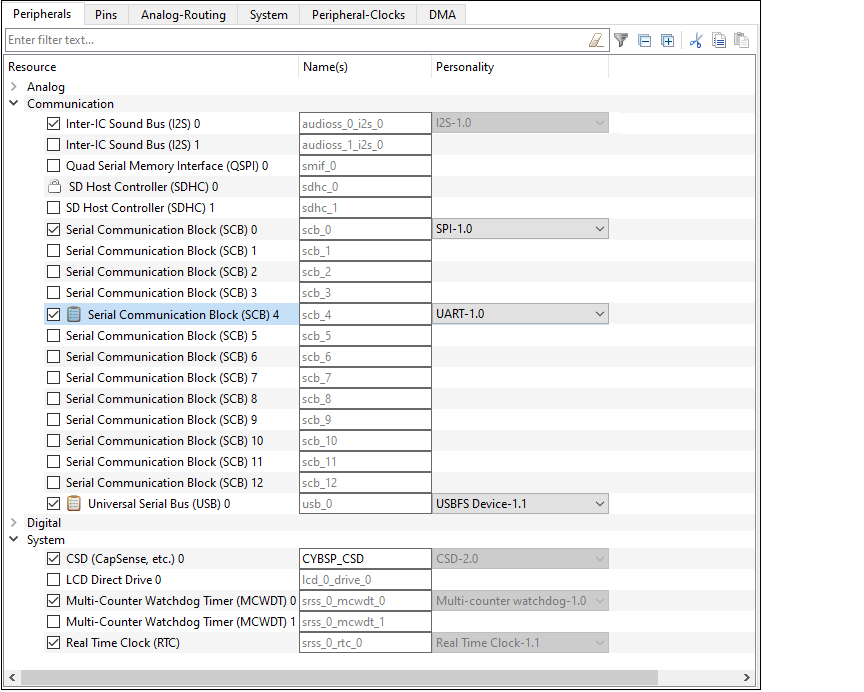 Peripherals Pins Analog-Routing System Peripheral-Clocks DMA
Enter filter text...
Resource Name(s) Personality
Analog
Communication
Inter-IC Sound Bus (I2S) 0 audioss_0_i2s_0 I2S-1.0
Inter-IC Sound Bus (I2S) 1 audioss_1_i2s_0
Quad Serial Memory Interface (QSPI) 0 smif_0
SD Host Controller (SDHC) 0 sdhc_0
SD Host Controller (SDHC) 1 sdhc_1
Serial Communication Block (SCB) 0 scb_0 SPI-1.0
Serial Communication Block (SCB) 1 scb_1
Serial Communication Block (SCB) 2 scb_2
Serial Communication Block (SCB) 3 scb_3
Serial Communication Block (SCB) 4 scb_4 UART-1.0
Serial Communication Block (SCB) 5 scb_5
Serial Communication Block (SCB) 6 scb_6
Serial Communication Block (SCB) 7 scb_7
Serial Communication Block (SCB) 8 scb_8
Serial Communication Block (SCB) 9 scb_9
Serial Communication Block (SCB) 10 scb_10
Serial Communication Block (SCB) 11 scb_11
Serial Communication Block (SCB) 12 scb_12
Universal Serial Bus (USB) 0 usb_0 USBFS Device-1.1
Digital
System
CSD (CapSense, etc.) 0 CYBSP_CSD CSD-2.0
LCD Direct Drive 0 lcd_0_drive_0
Multi-Counter Watchdog Timer (MCWDT) 0 srss_0_mcwdt_0 Multi-counter watchdog-1.0
Multi-Counter Watchdog Timer (MCWDT) 1 srss_0_mcwdt_1
Real Time Clock (RTC) srss_0_rtc_0 Real Time Clock-1.1